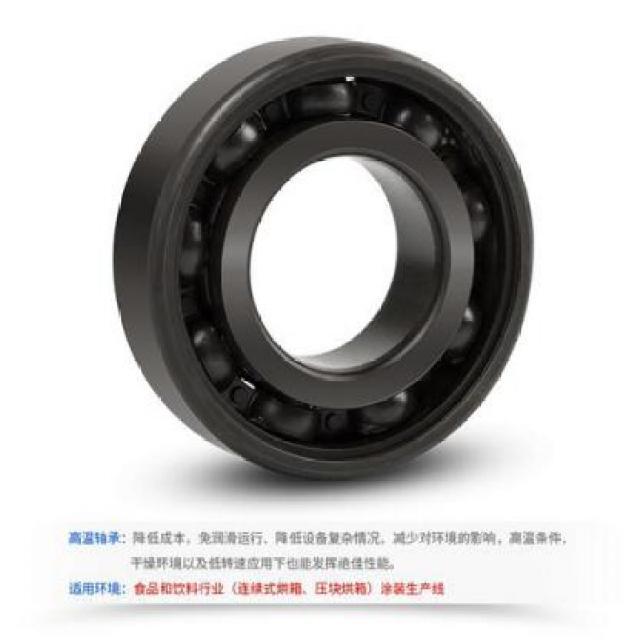 高温轴承：降低成本，免润滑运行、降低设备复杂情况，减少对环境的影响，高温条件、
干燥环境以及低转速应用下也能发挥绝佳性能。
适用环境：食品和饮料行业（连续式烘箱、压块烘箱）涂装生产线